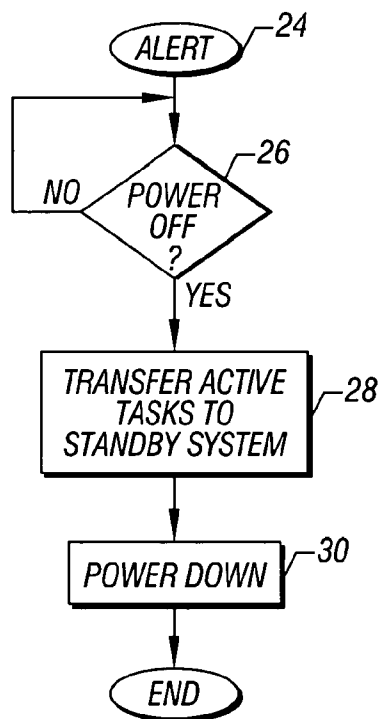 ALERT
24
26
NO
POWER
OFF
?
YES
TRANSFER ACTIVE
TASKS TO
STANDBY SYSTEM
28
30
POWER DOWN
END